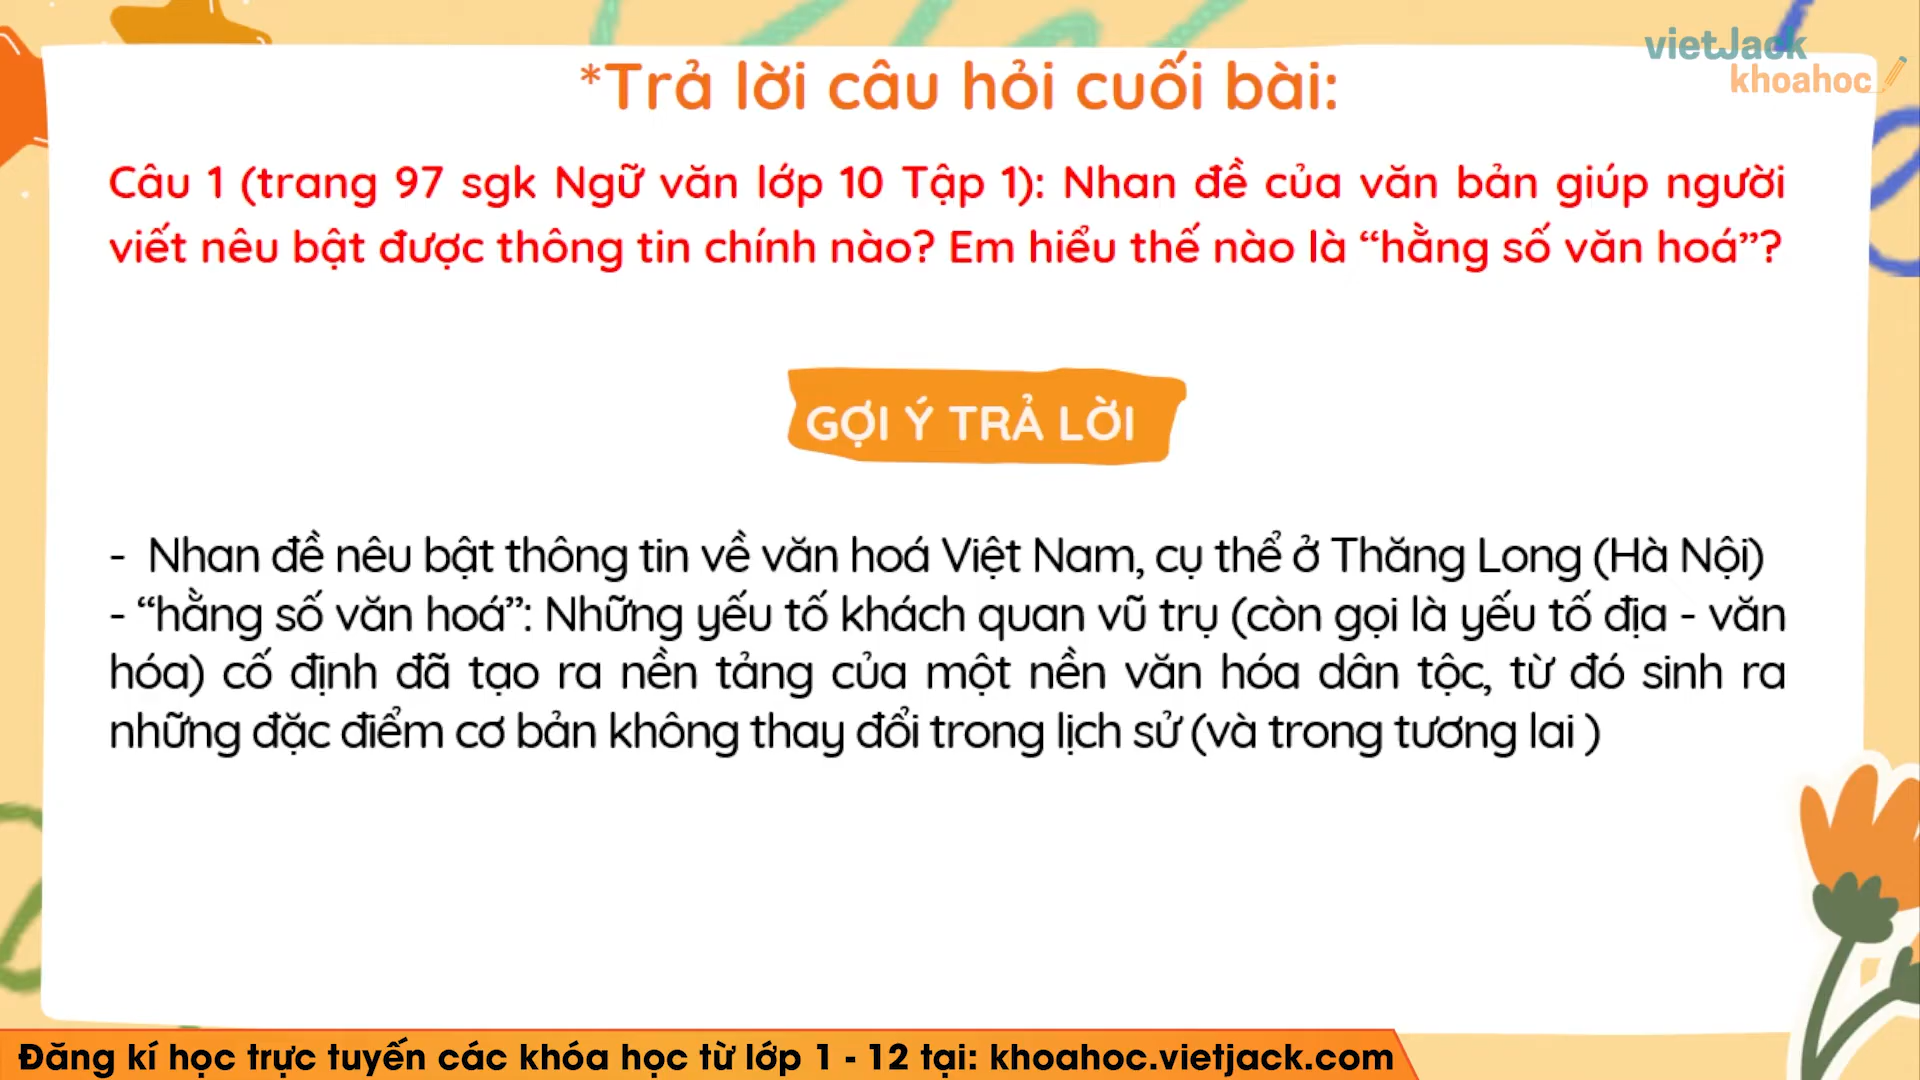 vietJack
khoahoc
*Trả lời câu hỏi cuối bài:
Câu 1 (trang 97 sgk Ngữ văn lớp 10 Tập 1): Nhan đề của văn bản giúp người
viết nêu bật được thông tin chính nào? Em hiểu thế nào là “hằng số văn hoá”?
GỢI Ý TRẢ LỜI
- Nhan đề nêu bật thông tin về văn hoá Việt Nam, cụ thể ở Thăng Long (Hà Nội)
- “hằng số văn hoá”: Những yếu tố khách quan vũ trụ (còn gọi là yếu tố địa - văn
hóa) cố định đã tạo ra nền tảng của một nền văn hóa dân tộc, từ đó sinh ra
những đặc điểm cơ bản không thay đổi trong lịch sử (và trong tương lai )
Đăng kí học trực tuyến các khóa học từ lớp 1 - 12 tại: khoahoc.vietjack.com